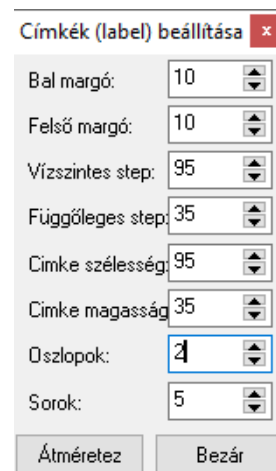 Címkék (label) beállítása x
Bal margó: 10
Felső margó: 10
Vízszintes step: 95
Függőleges step: 35
Cimke szélesség: 95
Cimke magasság 35
Oszlopok: 2
Sorok: 5
Átméretez Bezár